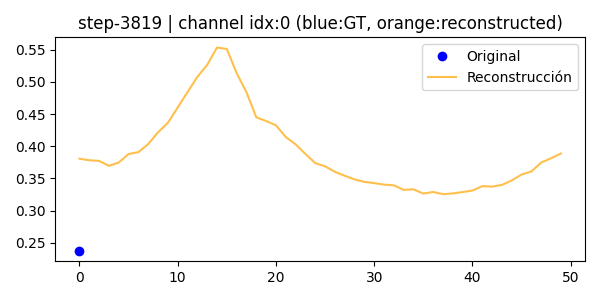 step-3819 | channel idx:0 (blue:GT, orange:reconstructed)
0.55
0.50
0.45
0.40
0.35
0.30
0.25
Original
Reconstrucción
0 10 20 30 40 50